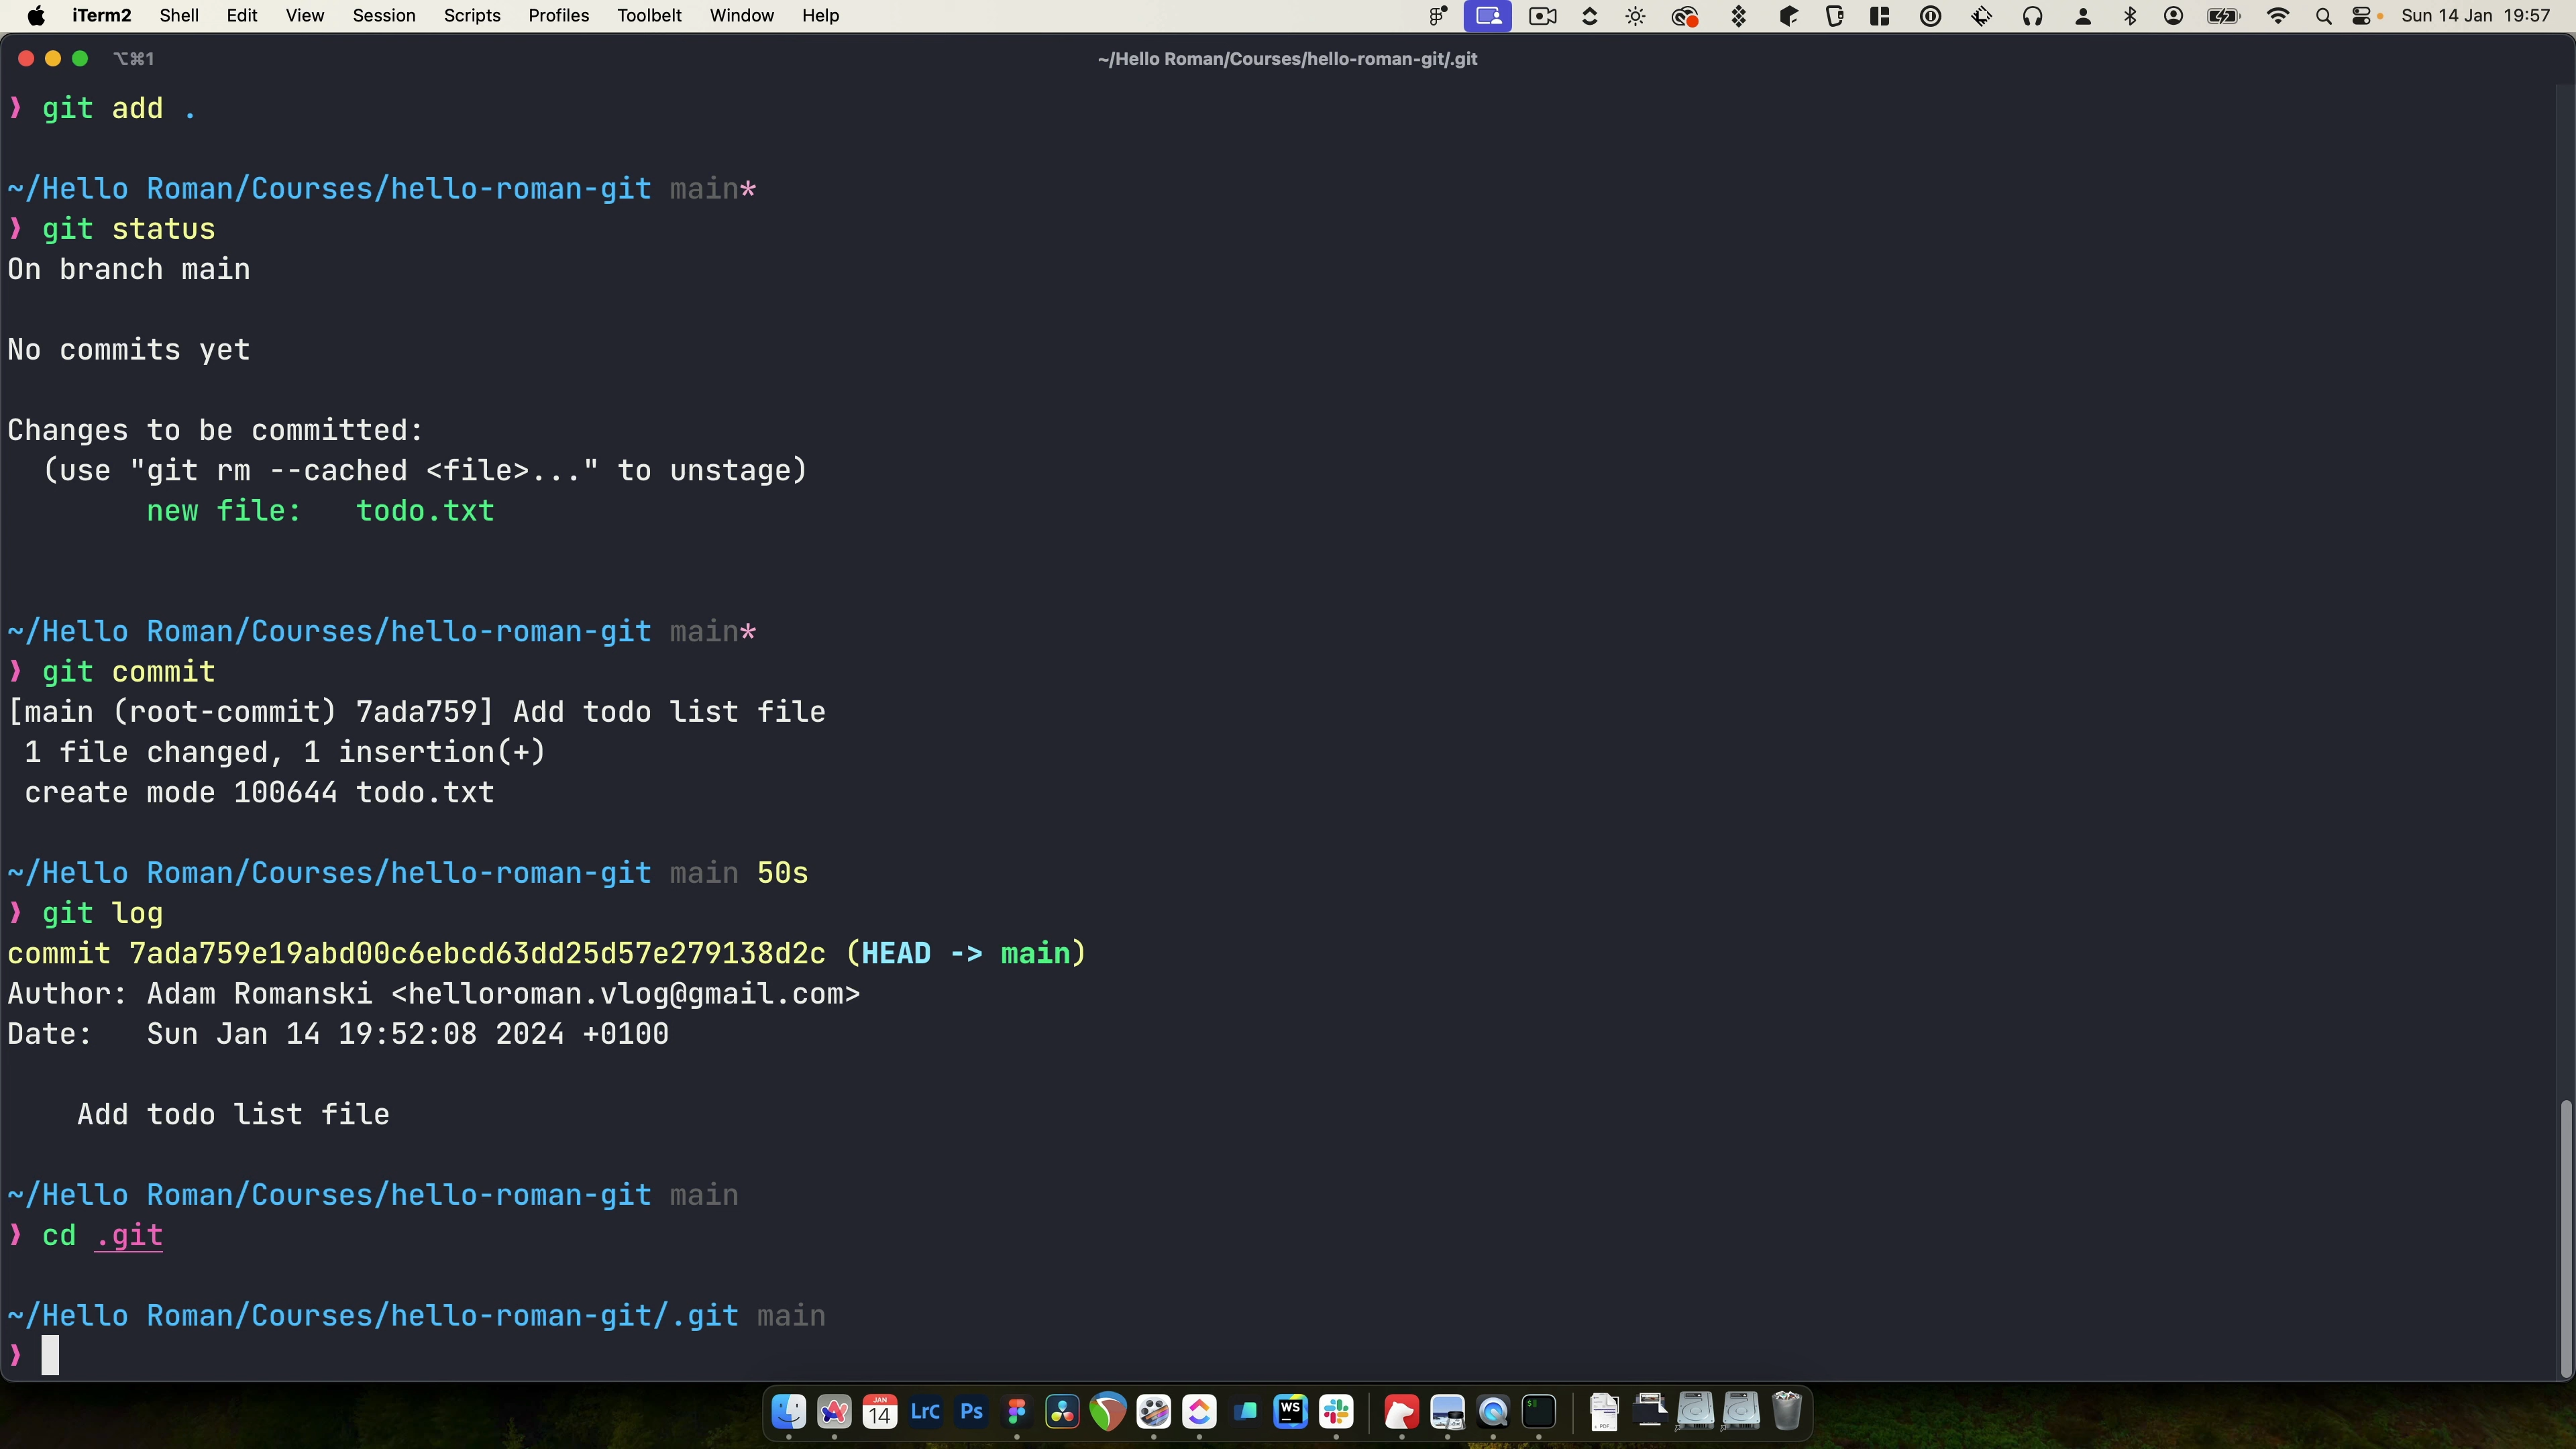 iTerm2 Shell Edit View Session Scripts Profiles Toolbelt Window Help Sun 14 Jan 19:57
⌥⌘1 ~/Hello Roman/Courses/hello-roman-git/.git
❯ git add .
~/Hello Roman/Courses/hello-roman-git main*
❯ git status
On branch main
No commits yet
Changes to be committed:
(use "git rm --cached <file>..." to unstage)
new file: todo.txt
~/Hello Roman/Courses/hello-roman-git main*
❯ git commit
[main (root-commit) 7ada759] Add todo list file
1 file changed, 1 insertion(+)
create mode 100644 todo.txt
~/Hello Roman/Courses/hello-roman-git main 50s
❯ git log
commit 7ada759e19abd00c6ebcd63dd25d57e279138d2c (HEAD -> main)
Author: Adam Romanski <helloroman.vlog@gmail.com>
Date: Sun Jan 14 19:52:08 2024 +0100
Add todo list file
~/Hello Roman/Courses/hello-roman-git main
❯ cd .git
~/Hello Roman/Courses/hello-roman-git/.git main
❯
JAN
14 LrC Ps WS $ PDF